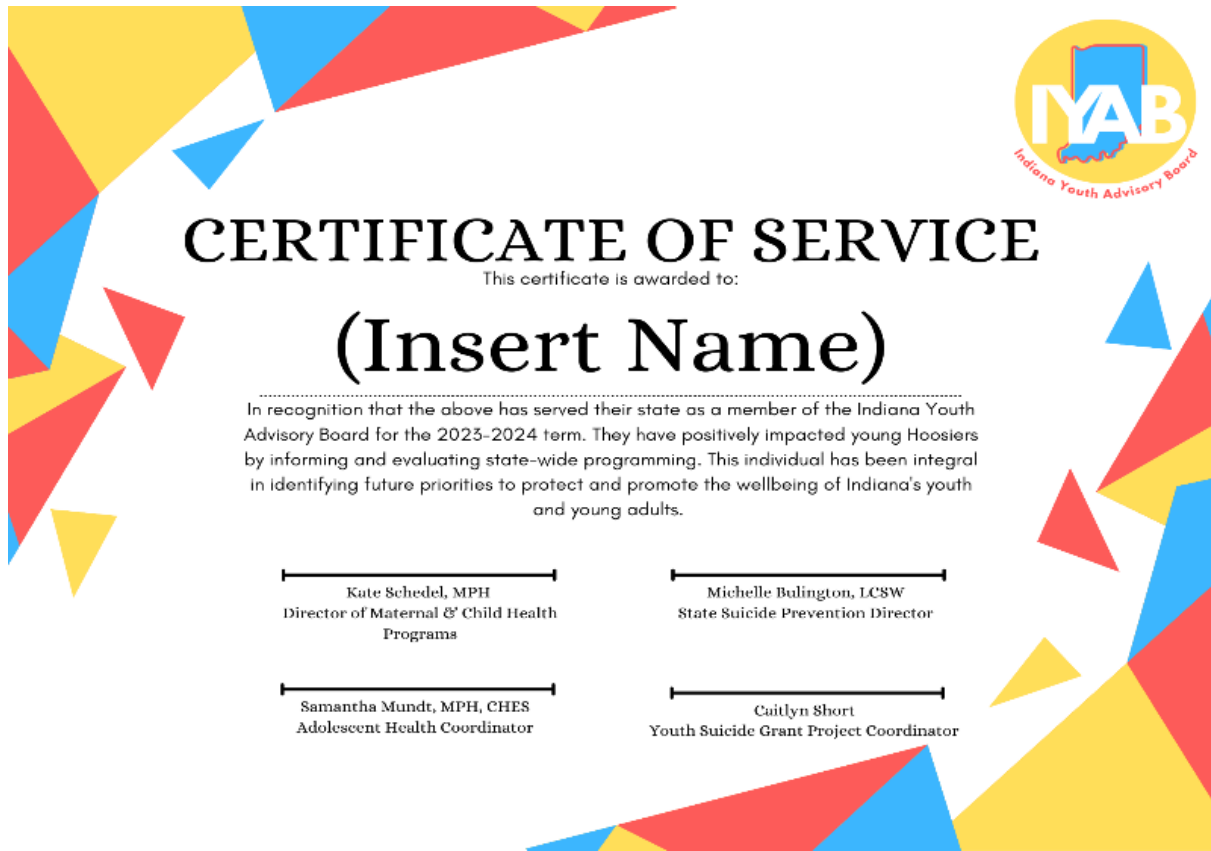 IYAB
Indiana Youth Advisory Board
CERTIFICATE OF SERVICE
This certificate is awarded to:
(Insert Name)
In recognition that the above has served their state as a member of the Indiana Youth
Advisory Board for the 2023-2024 term. They have positively impacted young Hoosiers
by informing and evaluating state-wide programming. This individual has been integral
in identifying future priorities to protect and promote the wellbeing of Indiana's youth
and young adults.
Kate Schedel, MPH
Director of Maternal & Child Health
Programs
Michelle Bulington, LCSW
State Suicide Prevention Director
Samantha Mundt, MPH, CHES
Adolescent Health Coordinator
Caitlyn Short
Youth Suicide Grant Project Coordinator